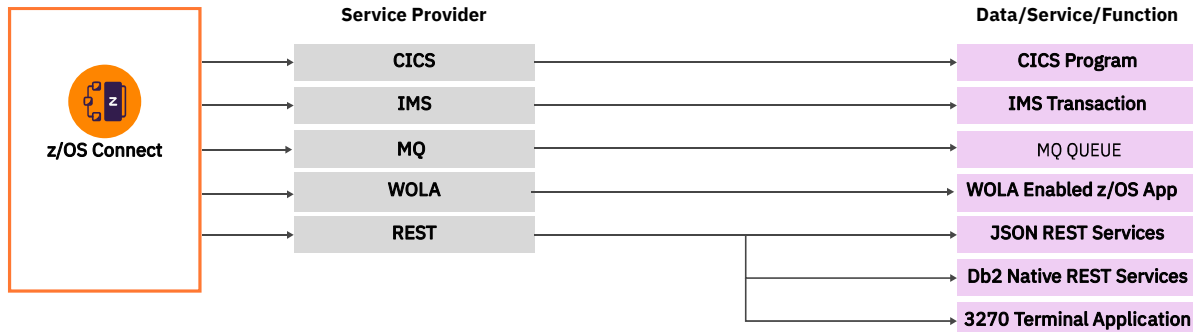 Service Provider
Data/Service/Function
CICS
CICS Program
IMS
IMS Transaction
z
z/OS Connect
MQ
MQ QUEUE
WOLA
WOLA Enabled z/OS App
REST
JSON REST Services
Db2 Native REST Services
3270 Terminal Application